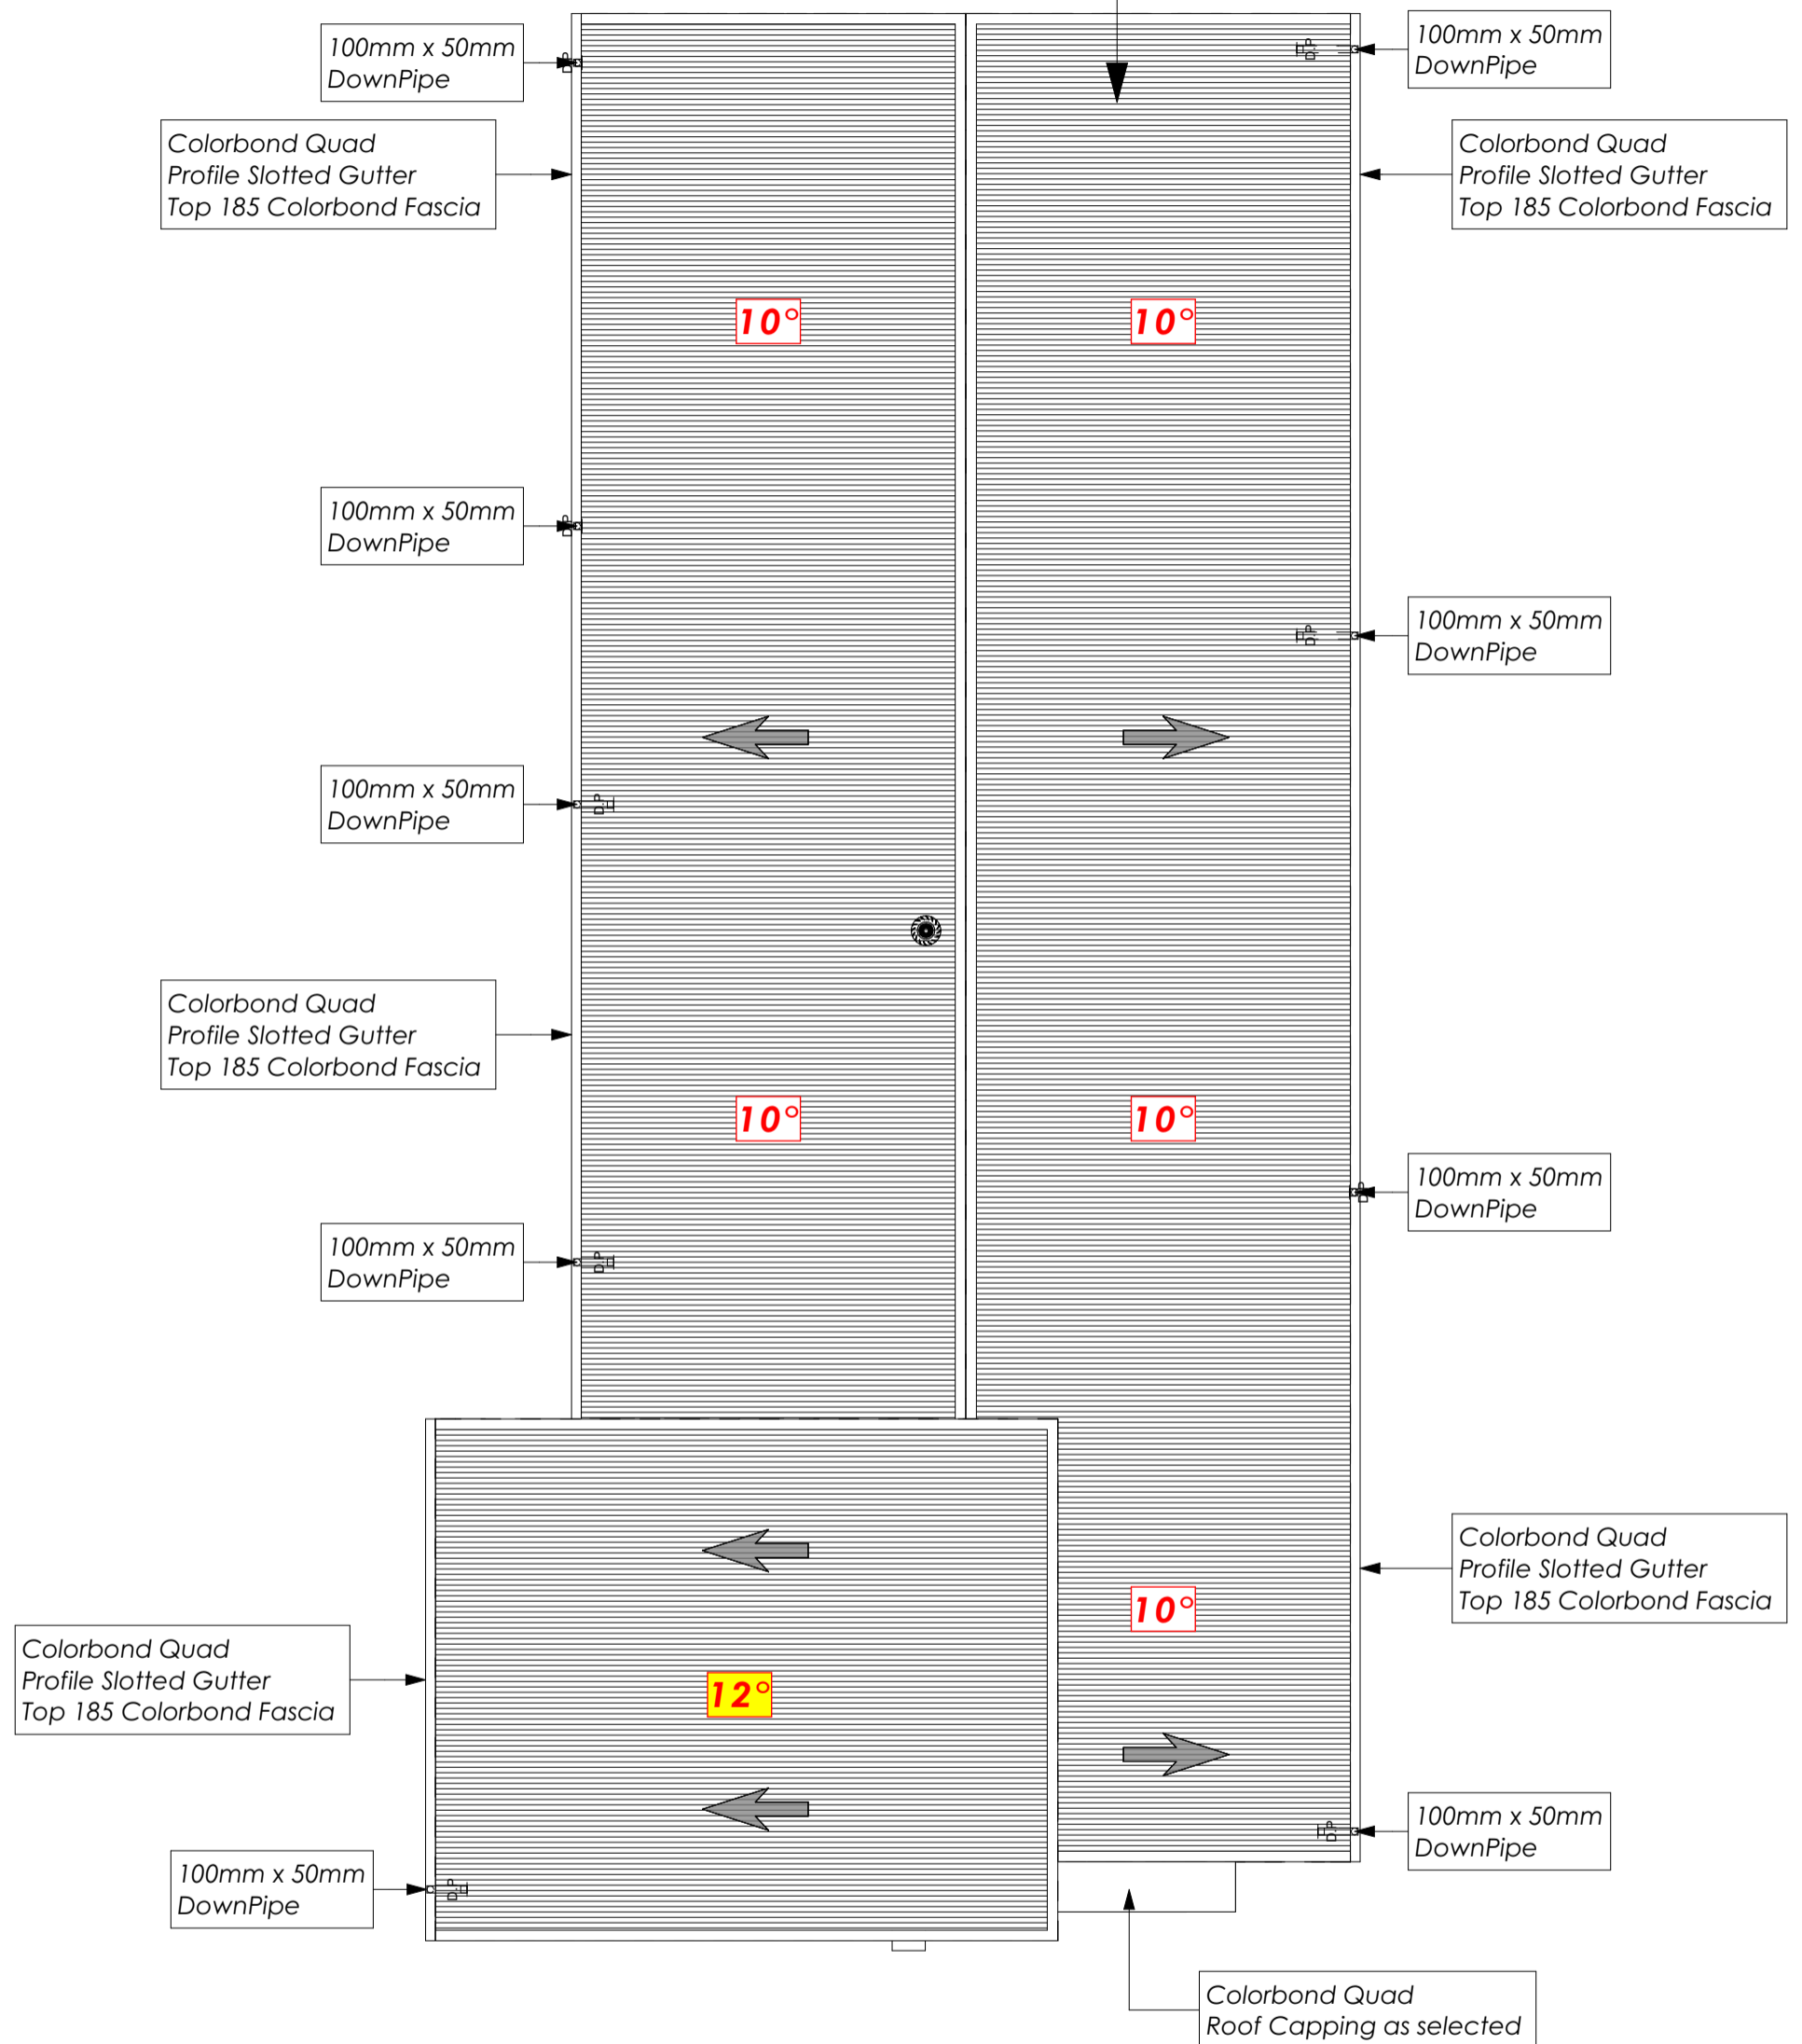 100mm x 50mm
DownPipe
100mm x 50mm
DownPipe
D.P
D.P
Colorbond Quad
Profile Slotted Gutter
Top 185 Colorbond Fascia
Colorbond Quad
Profile Slotted Gutter
Top 185 Colorbond Fascia
10°
10°
100mm x 50mm
DownPipe
D.P
100mm x 50mm
DownPipe
D.P
100mm x 50mm
DownPipe
D.P
Colorbond Quad
Profile Slotted Gutter
Top 185 Colorbond Fascia
10°
10°
100mm x 50mm
DownPipe
D.P
100mm x 50mm
DownPipe
D.P
Colorbond Quad
Profile Slotted Gutter
Top 185 Colorbond Fascia
10°
Colorbond Quad
Profile Slotted Gutter
Top 185 Colorbond Fascia
12°
100mm x 50mm
DownPipe
D.P
100mm x 50mm
DownPipe
D.P
Colorbond Quad
Roof Capping as selected